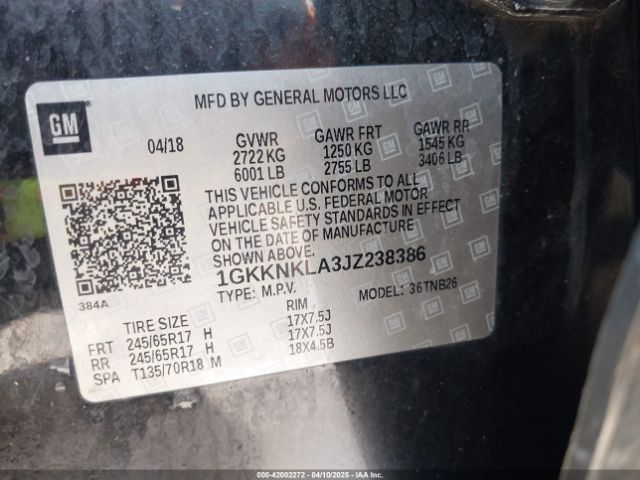 MFD BY GENERAL MOTORS LLC
GM
04/18 GVWR GAWR FRT GAWR RR
2722 KG 1250 KG 1545 KG
6001 LB 2755 LB 3406 LB
THIS VEHICLE CONFORMS TO ALL
APPLICABLE U.S. FEDERAL MOTOR
VEHICLE SAFETY STANDARDS IN EFFECT
ON THE DATE OF MANUFACTURE
SHOWN ABOVE.
1GKKNKLA3JZ238386
384A
TYPE: M.P.V. MODEL: 36TNB26
TIRE SIZE RIM
FRT 245/65R17 H 17X7.5J
RR 245/65R17 H 17X7.5J
SPA T135/70R18 M 18X4.5B
© (000-42002272) 04/10/2025 - IAAI.COM